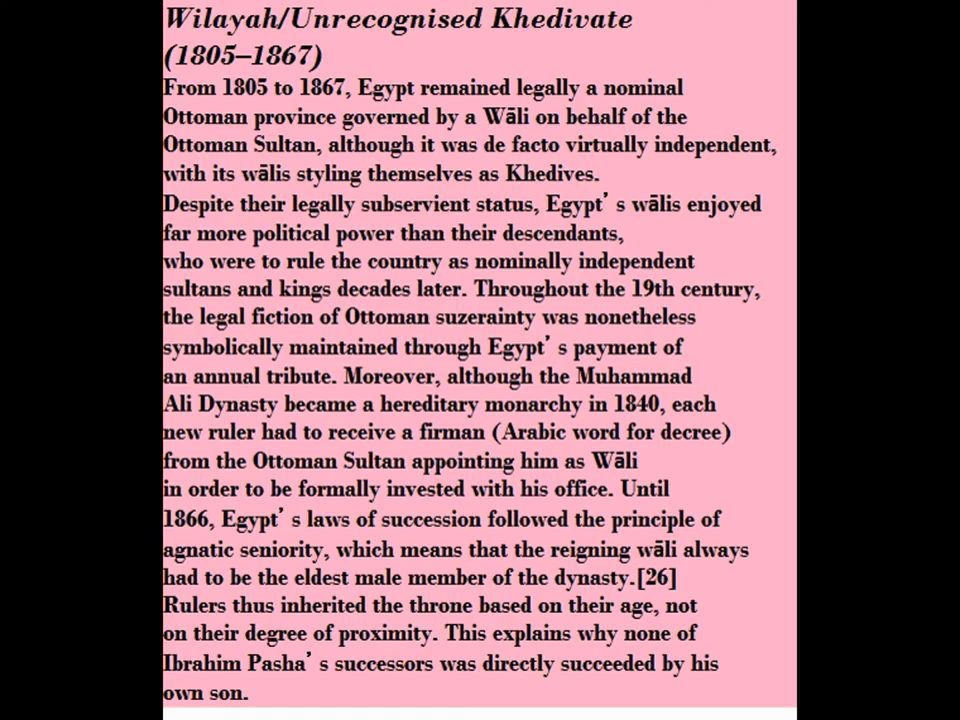 Wilayah/Unrecognised Khedivate
(1805–1867)
From 1805 to 1867, Egypt remained legally a nominal
Ottoman province governed by a Wāli on behalf of the
Ottoman Sultan, although it was de facto virtually independent,
with its wālis styling themselves as Khedives.
Despite their legally subservient status, Egypt’ s wālis enjoyed
far more political power than their descendants,
who were to rule the country as nominally independent
sultans and kings decades later. Throughout the 19th century,
the legal fiction of Ottoman suzerainty was nonetheless
symbolically maintained through Egypt’ s payment of
an annual tribute. Moreover, although the Muhammad
Ali Dynasty became a hereditary monarchy in 1840, each
new ruler had to receive a firman (Arabic word for decree)
from the Ottoman Sultan appointing him as Wāli
in order to be formally invested with his office. Until
1866, Egypt’ s laws of succession followed the principle of
agnatic seniority, which means that the reigning wāli always
had to be the eldest male member of the dynasty.[26]
Rulers thus inherited the throne based on their age, not
on their degree of proximity. This explains why none of
Ibrahim Pasha’ s successors was directly succeeded by his
own son.